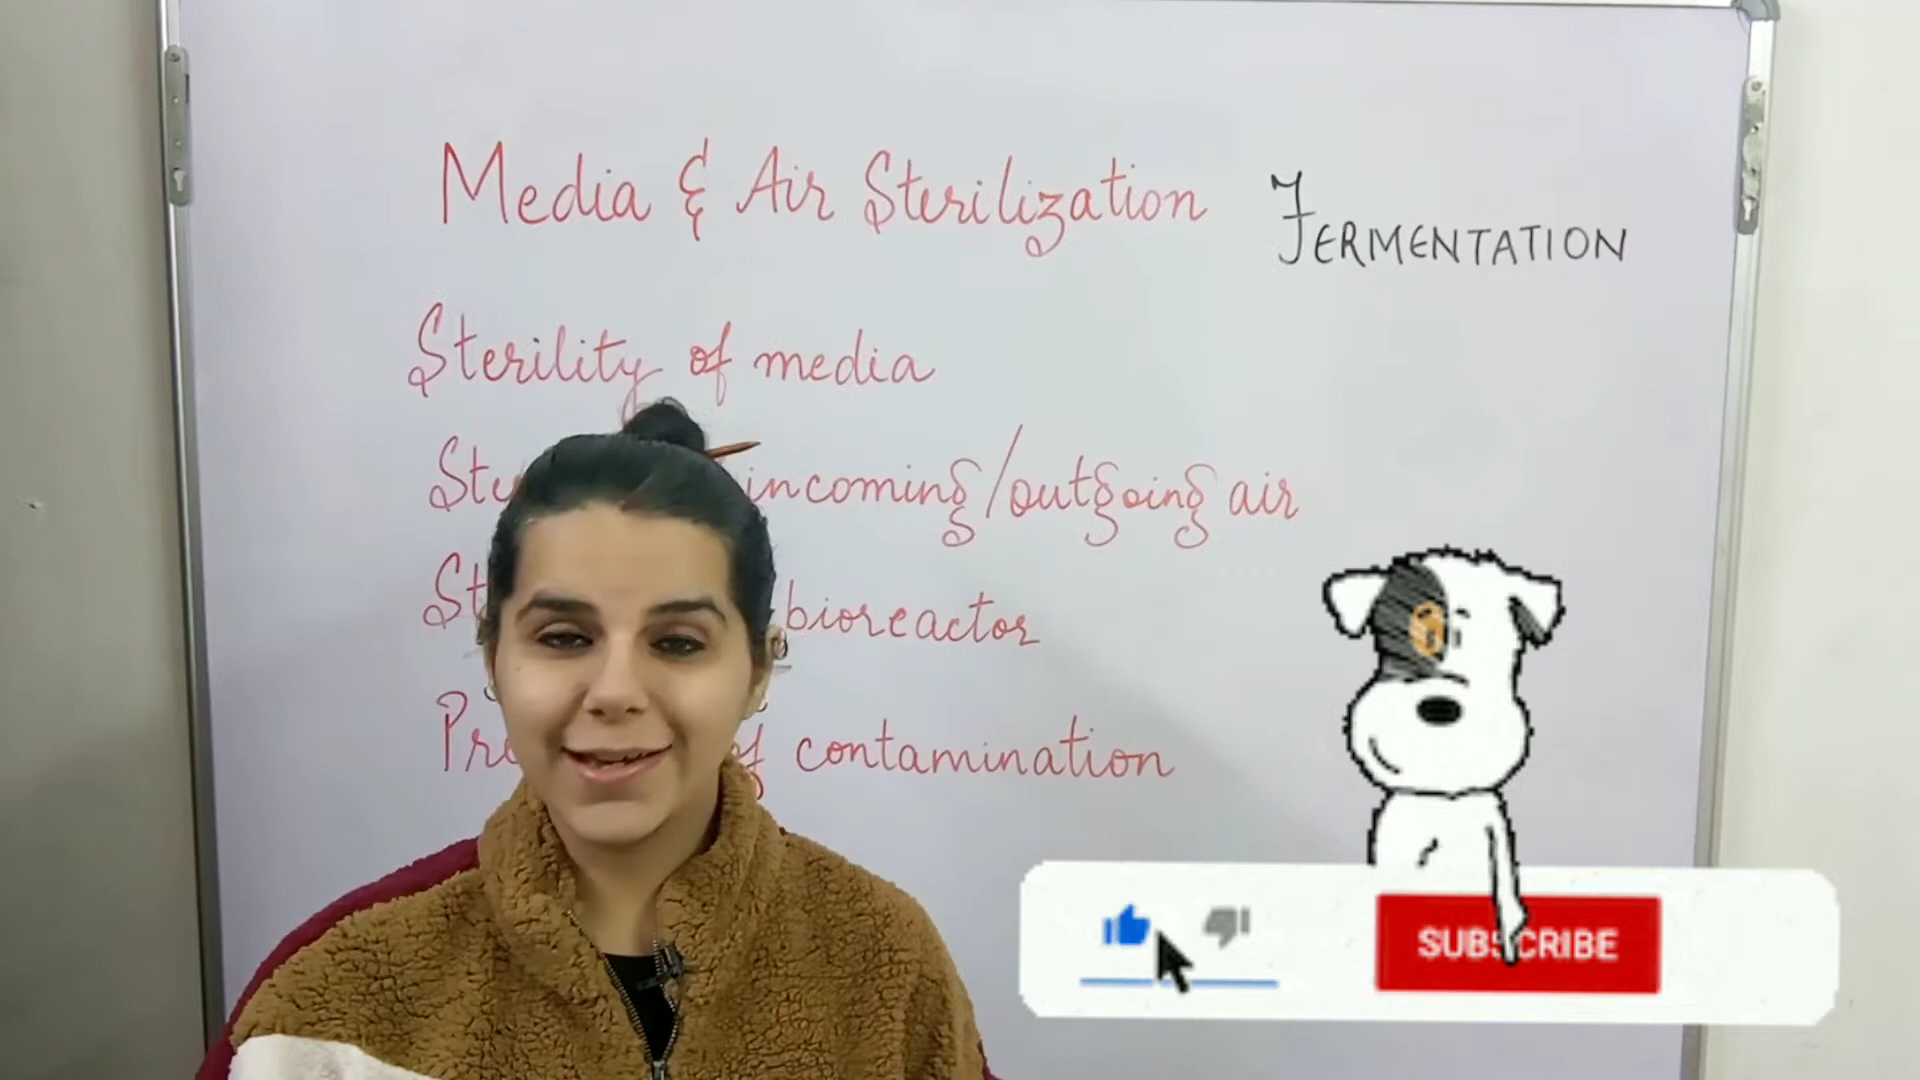 Media & Air Sterilization
FERMENTATION
Sterility of media
incoming/outgoing air
bioreactor
contamination
SUBSCRIBE